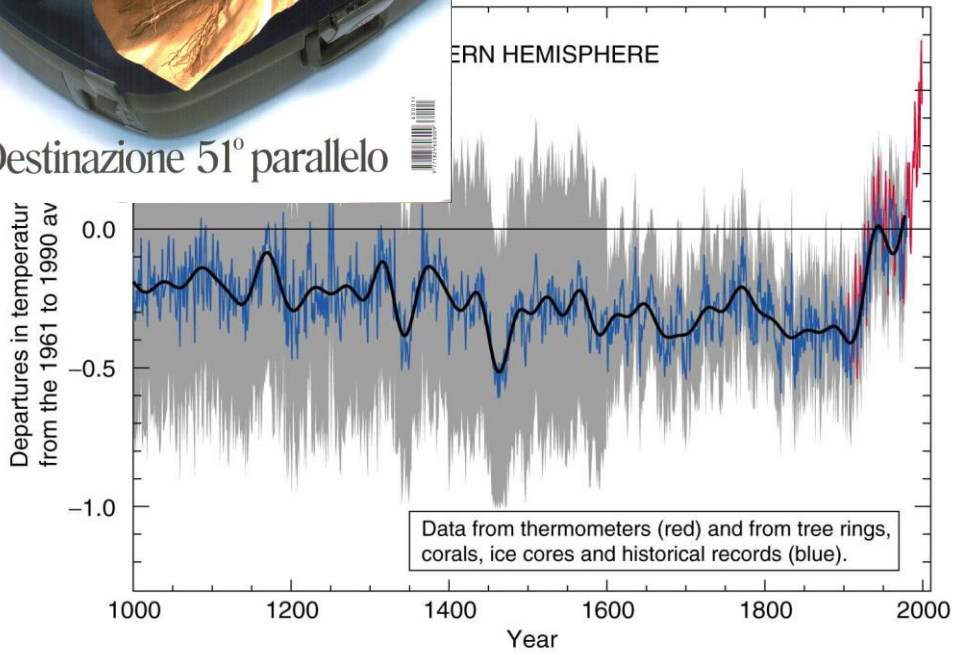 ERN HEMISPHERE
Destinazione 51° parallelo
Departures in temperatur
from the 1961 to 1990 av
0.0
−0.5
−1.0
Data from thermometers (red) and from tree rings,
corals, ice cores and historical records (blue).
1000 1200 1400 1600 1800 2000
Year